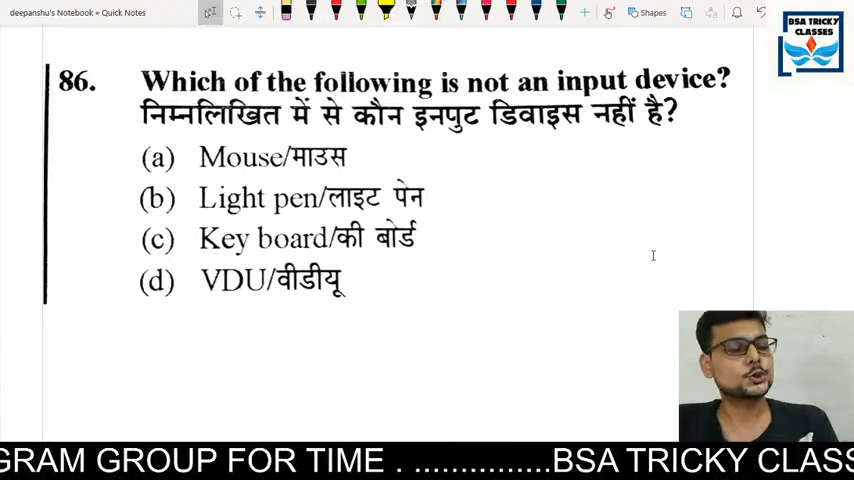 deepanshu's Notebook » Quick Notes
Shapes
BSA TRICKY
CLASSES
86. Which of the following is not an input device?
निम्नलिखित में से कौन इनपुट डिवाइस नहीं है?
(a) Mouse/माउस
(b) Light pen/लाइट पेन
(c) Key board/की बोर्ड
(d) VDU/वीडीयू
GRAM GROUP FOR TIME . ...............BSA TRICKY CLASS